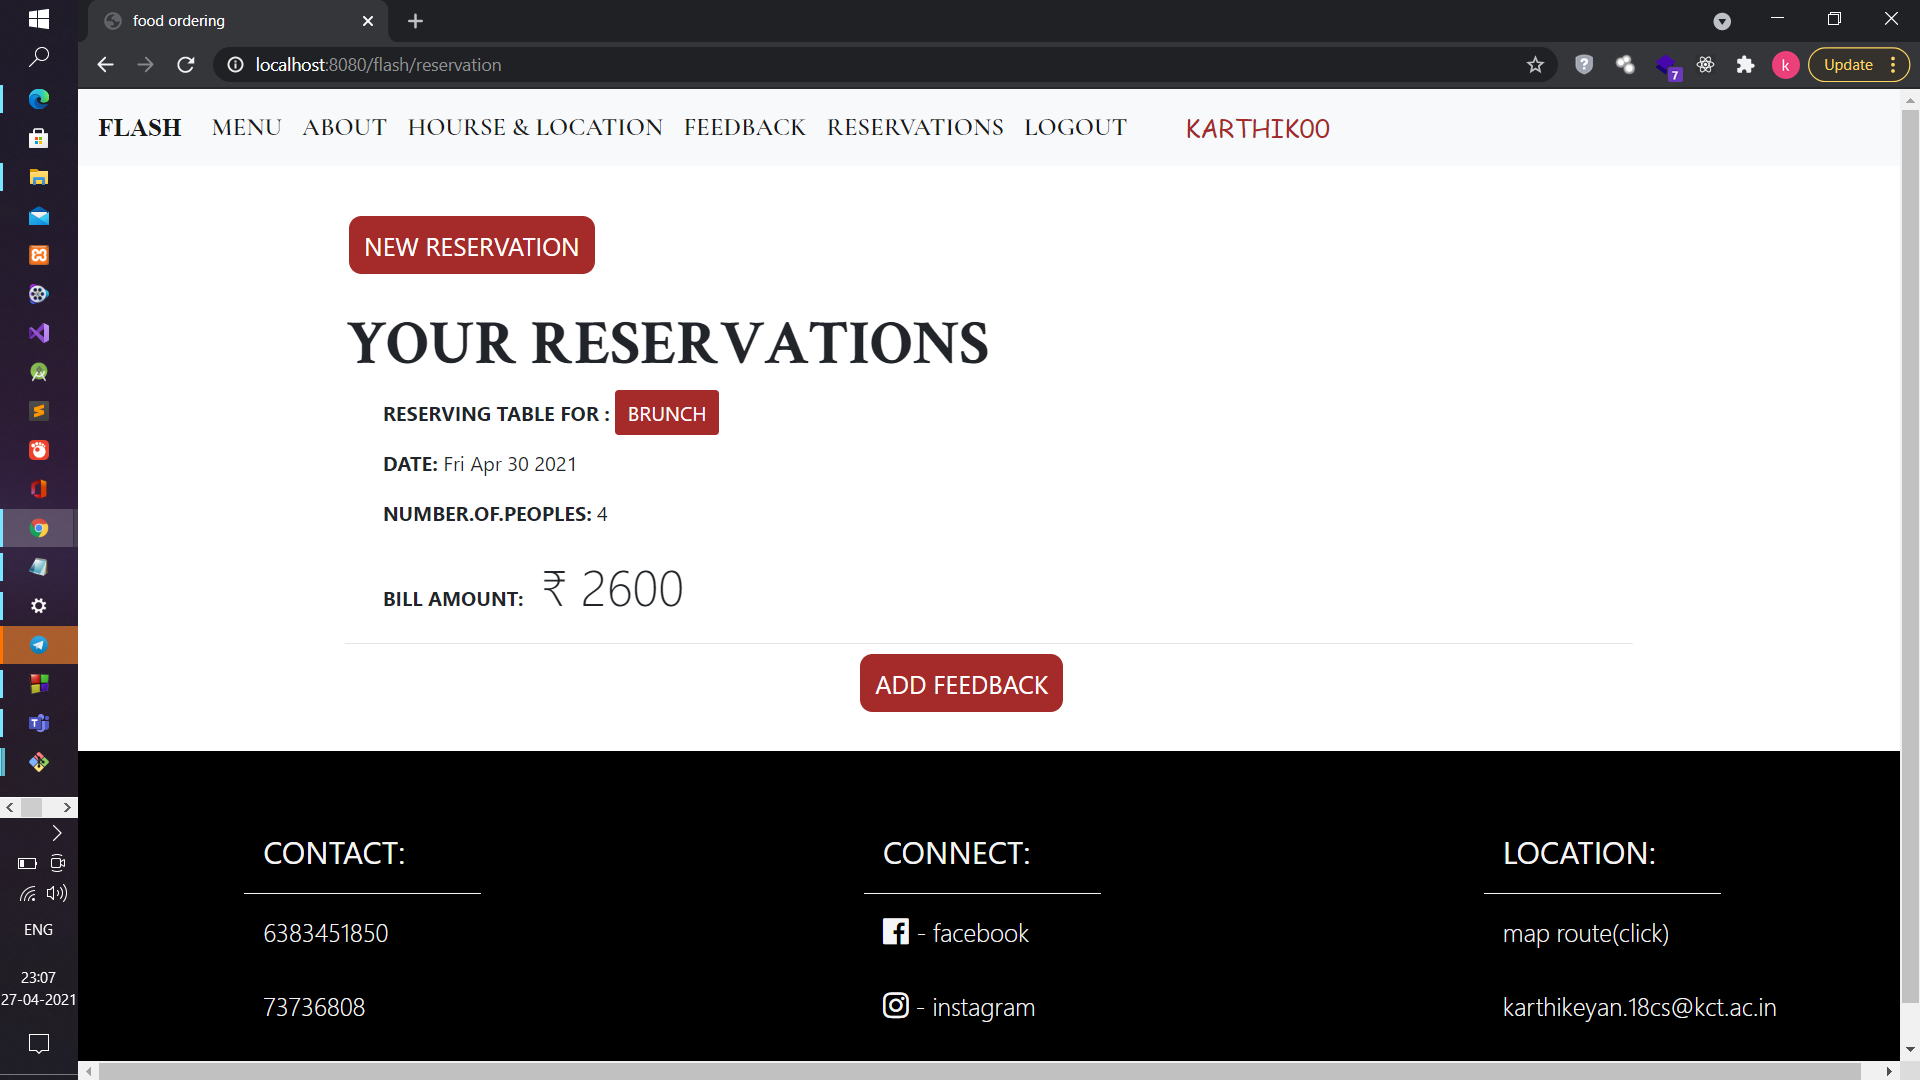 food ordering
localhost:8080/flash/reservation
7
k
Update
FLASH MENU ABOUT HOURSE & LOCATION FEEDBACK RESERVATIONS LOGOUT KARTHIK00
NEW RESERVATION
YOUR RESERVATIONS
RESERVING TABLE FOR : BRUNCH
DATE: Fri Apr 30 2021
NUMBER.OF.PEOPLES: 4
BILL AMOUNT: ₹ 2600
ADD FEEDBACK
CONTACT:
6383451850
73736808
CONNECT:
- facebook
- instagram
LOCATION:
map route(click)
karthikeyan.18cs@kct.ac.in
ENG
23:07
27-04-2021